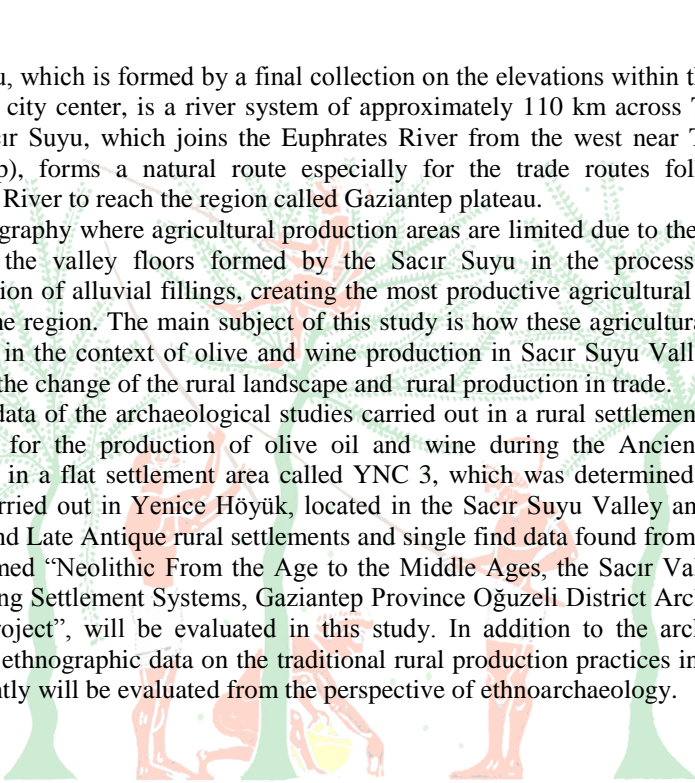 u, which is formed by a final collection on the elevations within th
city center, is a river system of approximately 110 km across T
cır Suyu, which joins the Euphrates River from the west near T
p), forms a natural route especially for the trade routes foll
River to reach the region called Gaziantep plateau.
graphy where agricultural production areas are limited due to the
the valley floors formed by the Sacır Suyu in the process
ion of alluvial fillings, creating the most productive agricultural
he region. The main subject of this study is how these agricultura
in the context of olive and wine production in Sacır Suyu Vall
the change of the rural landscape and rural production in trade.
data of the archaeological studies carried out in a rural settlemen
for the production of olive oil and wine during the Ancien
in a flat settlement area called YNC 3, which was determined
rried out in Yenice Höyük, located in the Sacır Suyu Valley an
nd Late Antique rural settlements and single find data found from
med “Neolithic From the Age to the Middle Ages, the Sacır Val
ng Settlement Systems, Gaziantep Province Oğuzeli District Arc
roject”, will be evaluated in this study. In addition to the arc
ethnographic data on the traditional rural production practices in
ntly will be evaluated from the perspective of ethnoarchaeology.